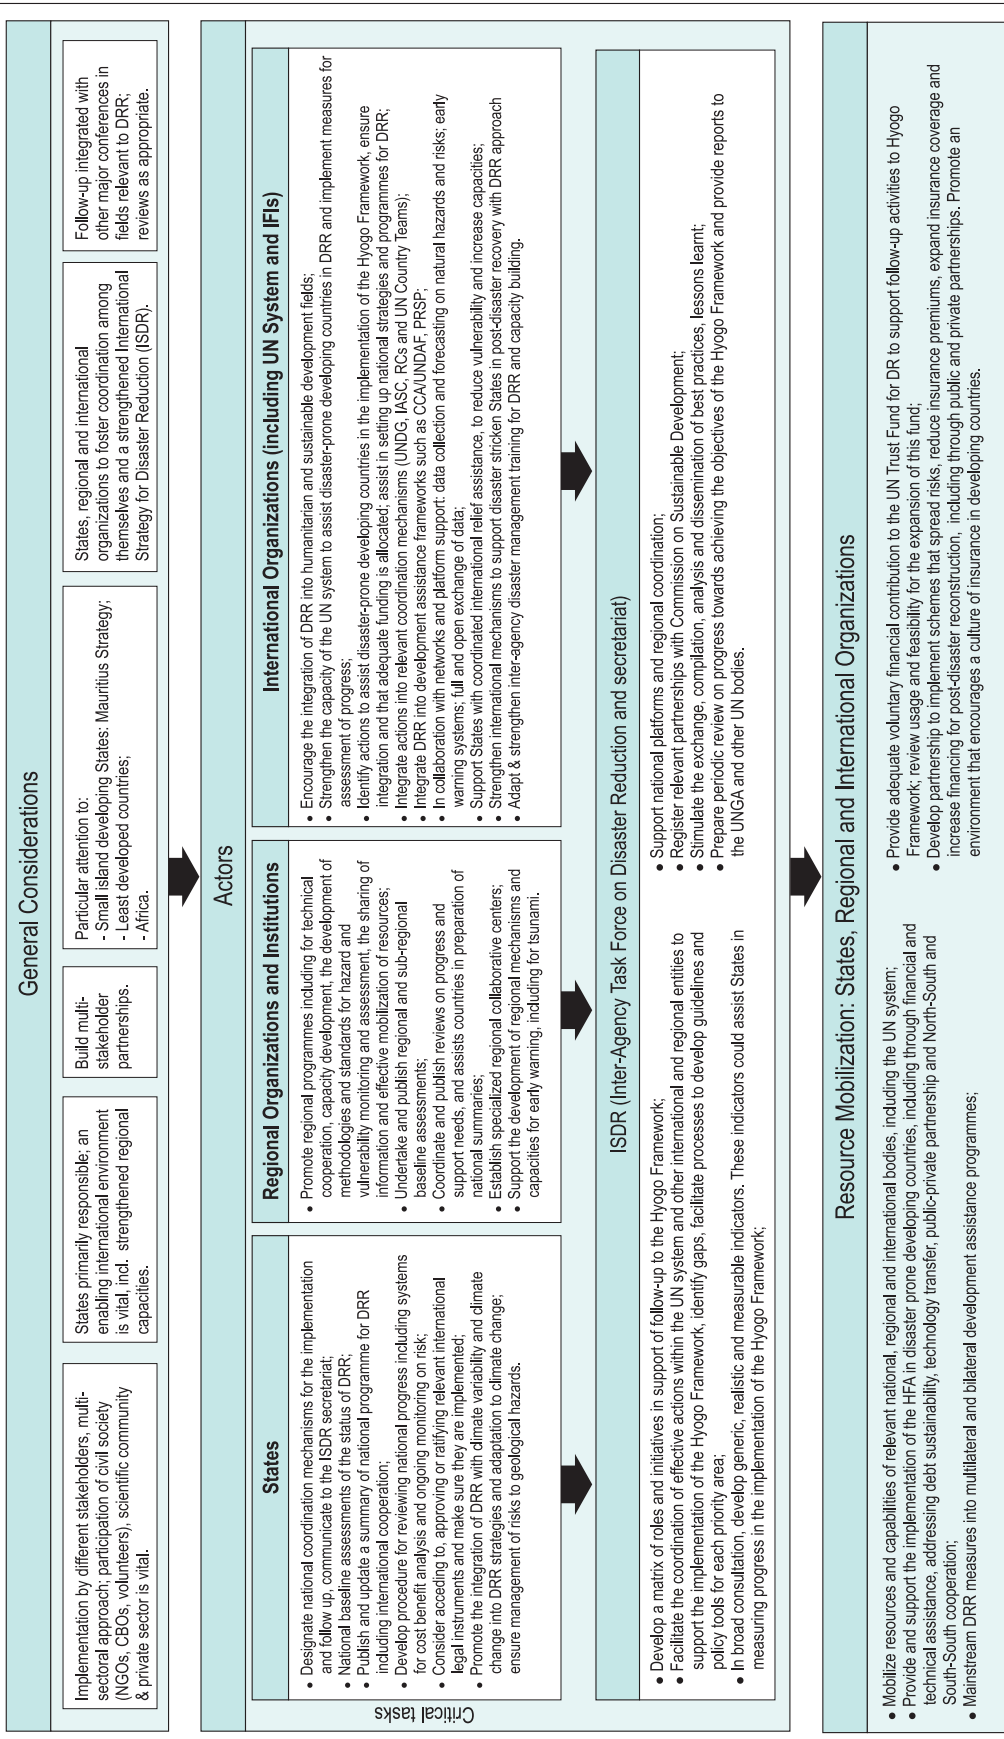 General Considerations
Implementation by different stakeholders, multi-
sectoral approach; participation of civil society
(NGOs, CBOs, volunteers), scientific community
& private sector is vital.
States primarily responsible; an
enabling international environment
is vital, incl. strengthened regional
capacities.
Build multi-
stakeholder
partnerships.
Particular attention to:
- Small island developing States: Mauritius Strategy;
- Least developed countries;
- Africa.
States, regional and international
organizations to foster coordination among
themselves and a strengthened International
Strategy for Disaster Reduction (ISDR).
Follow-up integrated with
other major conferences in
fields relevant to DRR;
reviews as appropriate.
Actors
Critical tasks
States
• Designate national coordination mechanisms for the implementation
and follow up, communicate to the ISDR secretariat;
• National baseline assessments of the status of DRR;
• Publish and update a summary of national programme for DRR
including international cooperation;
• Develop procedure for reviewing national progress including systems
for cost benefit analysis and ongoing monitoring on risk;
• Consider acceding to, approving or ratifying relevant international
legal instruments and make sure they are implemented;
• Promote the integration of DRR with climate variability and climate
change into DRR strategies and adaptation to climate change;
ensure management of risks to geological hazards.
Regional Organizations and Institutions
• Promote regional programmes including for technical
cooperation, capacity development, the development of
methodologies and standards for hazard and
vulnerability monitoring and assessment, the sharing of
information and effective mobilization of resources;
• Undertake and publish regional and sub-regional
baseline assessments;
• Coordinate and publish reviews on progress and
support needs, and assists countries in preparation of
national summaries;
• Establish specialized regional collaborative centers;
• Support the development of regional mechanisms and
capacities for early warning, including for tsunami.
International Organizations (including UN System and IFIs)
• Encourage the integration of DRR into humanitarian and sustainable development fields;
• Strengthen the capacity of the UN system to assist disaster-prone developing countries in DRR and implement measures for
assessment of progress;
• Identify actions to assist disaster-prone developing countries in the implementation of the Hyogo Framework, ensure
integration and that adequate funding is allocated; assist in setting up national strategies and programmes for DRR;
• Integrate actions into relevant coordination mechanisms (UNDG, IASC, RCs and UN Country Teams);
• Integrate DRR into development assistance frameworks such as CCA/UNDAF, PRSP;
• In collaboration with networks and platform support: data collection and forecasting on natural hazards and risks; early
warning systems; full and open exchange of data;
• Support States with coordinated international relief assistance, to reduce vulnerability and increase capacities;
• Strengthen international mechanisms to support disaster stricken States in post-disaster recovery with DRR approach
• Adapt & strengthen inter-agency disaster management training for DRR and capacity building.
ISDR (Inter-Agency Task Force on Disaster Reduction and secretariat)
• Develop a matrix of roles and initiatives in support of follow-up to the Hyogo Framework;
• Facilitate the coordination of effective actions within the UN system and other international and regional entities to
support the implementation of the Hyogo Framework, identify gaps, facilitate processes to develop guidelines and
policy tools for each priority area;
• In broad consultation, develop generic, realistic and measurable indicators. These indicators could assist States in
measuring progress in the implementation of the Hyogo Framework;
• Support national platforms and regional coordination;
• Register relevant partnerships with Commission on Sustainable Development;
• Stimulate the exchange, compilation, analysis and dissemination of best practices, lessons learnt;
• Prepare periodic review on progress towards achieving the objectives of the Hyogo Framework and provide reports to
the UNGA and other UN bodies.
Resource Mobilization: States, Regional and International Organizations
• Mobilize resources and capabilities of relevant national, regional and international bodies, including the UN system;
• Provide and support the implementation of the HFA in disaster prone developing countries, including through financial and
technical assistance, addressing debt sustainability, technology transfer, public-private partnership and North-South and
South-South cooperation;
• Mainstream DRR measures into multilateral and bilateral development assistance programmes;
• Provide adequate voluntary financial contribution to the UN Trust Fund for DR to support follow-up activities to Hyogo
Framework; review usage and feasibility for the expansion of this fund;
• Develop partnership to implement schemes that spread risks, reduce insurance premiums, expand insurance coverage and
increase financing for post-disaster reconstruction, including through public and private partnerships. Promote an
environment that encourages a culture of insurance in developing countries.